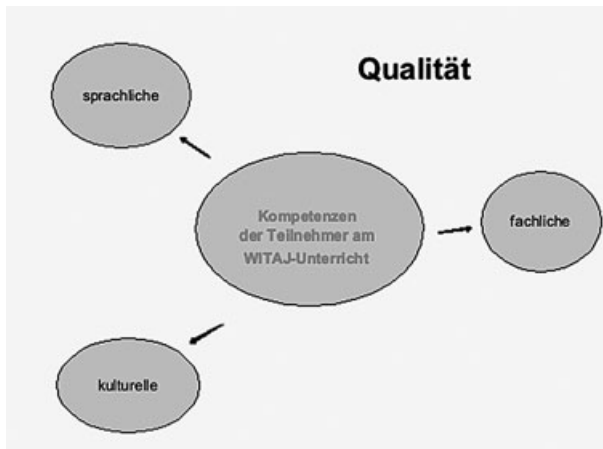 Qualität
sprachliche
Kompetenzen
der Teilnehmer am
WITAJ-Unterricht
fachliche
kulturelle